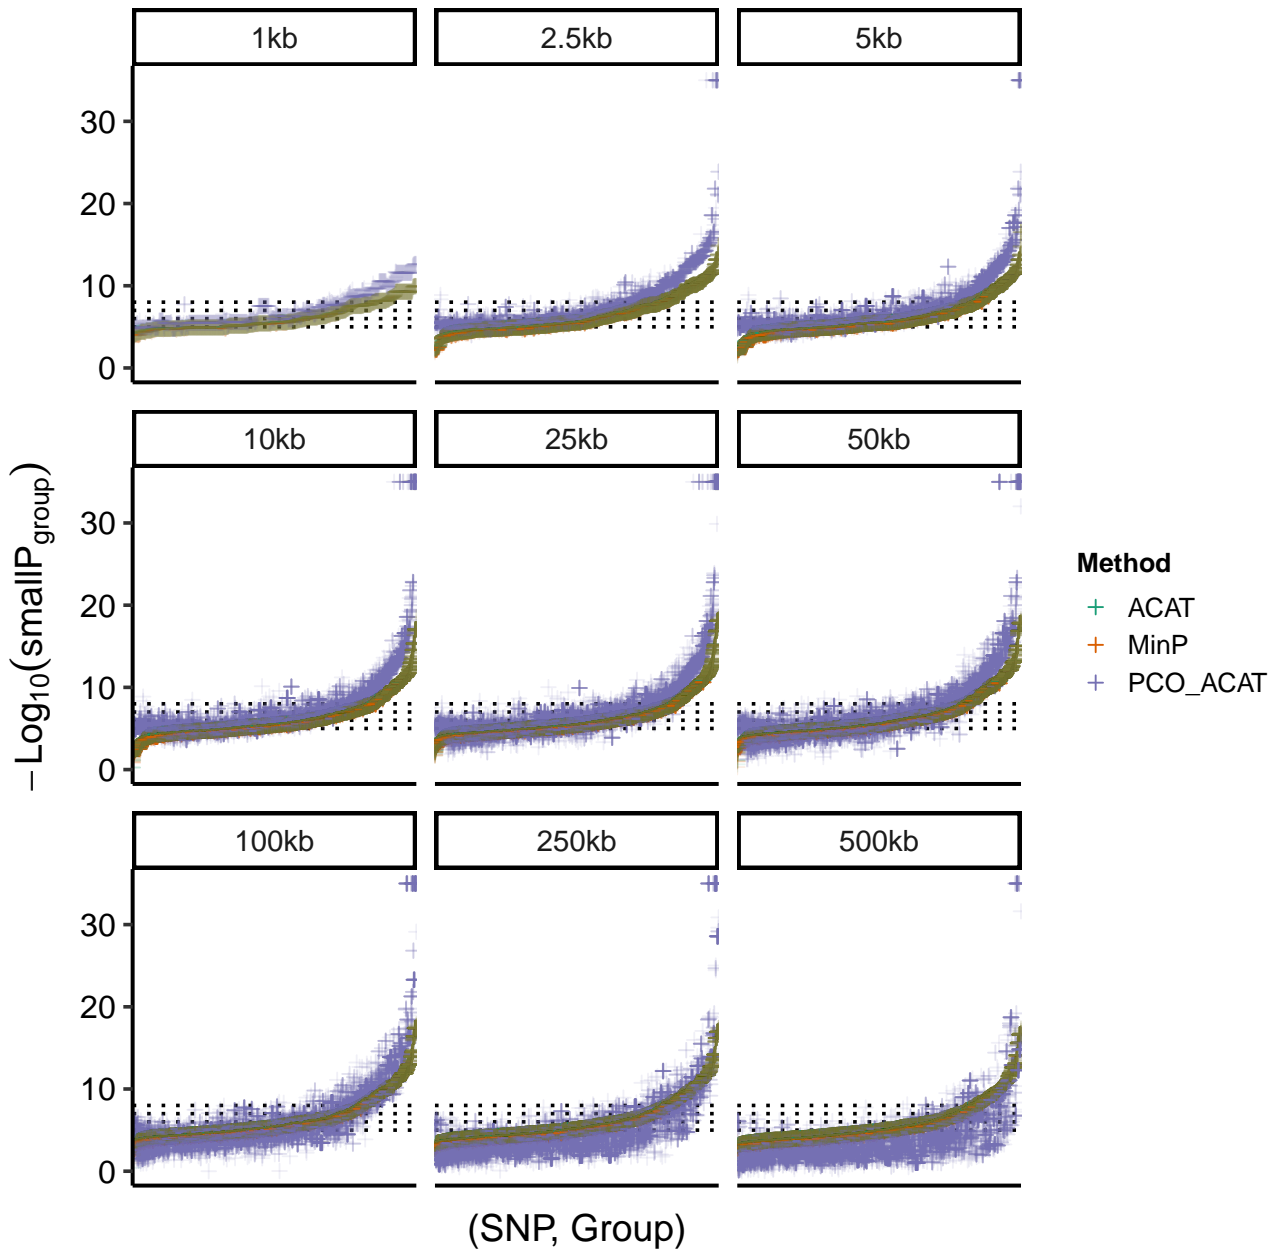 1kb 2.5kb 5kb
30
20
10
0
10kb 25kb 50kb
30
20
10
0
100kb 250kb 500kb
30
20
10
0
−Log₁₀(smallP_group)
(SNP, Group)
Method
ACAT
MinP
PCO_ACAT